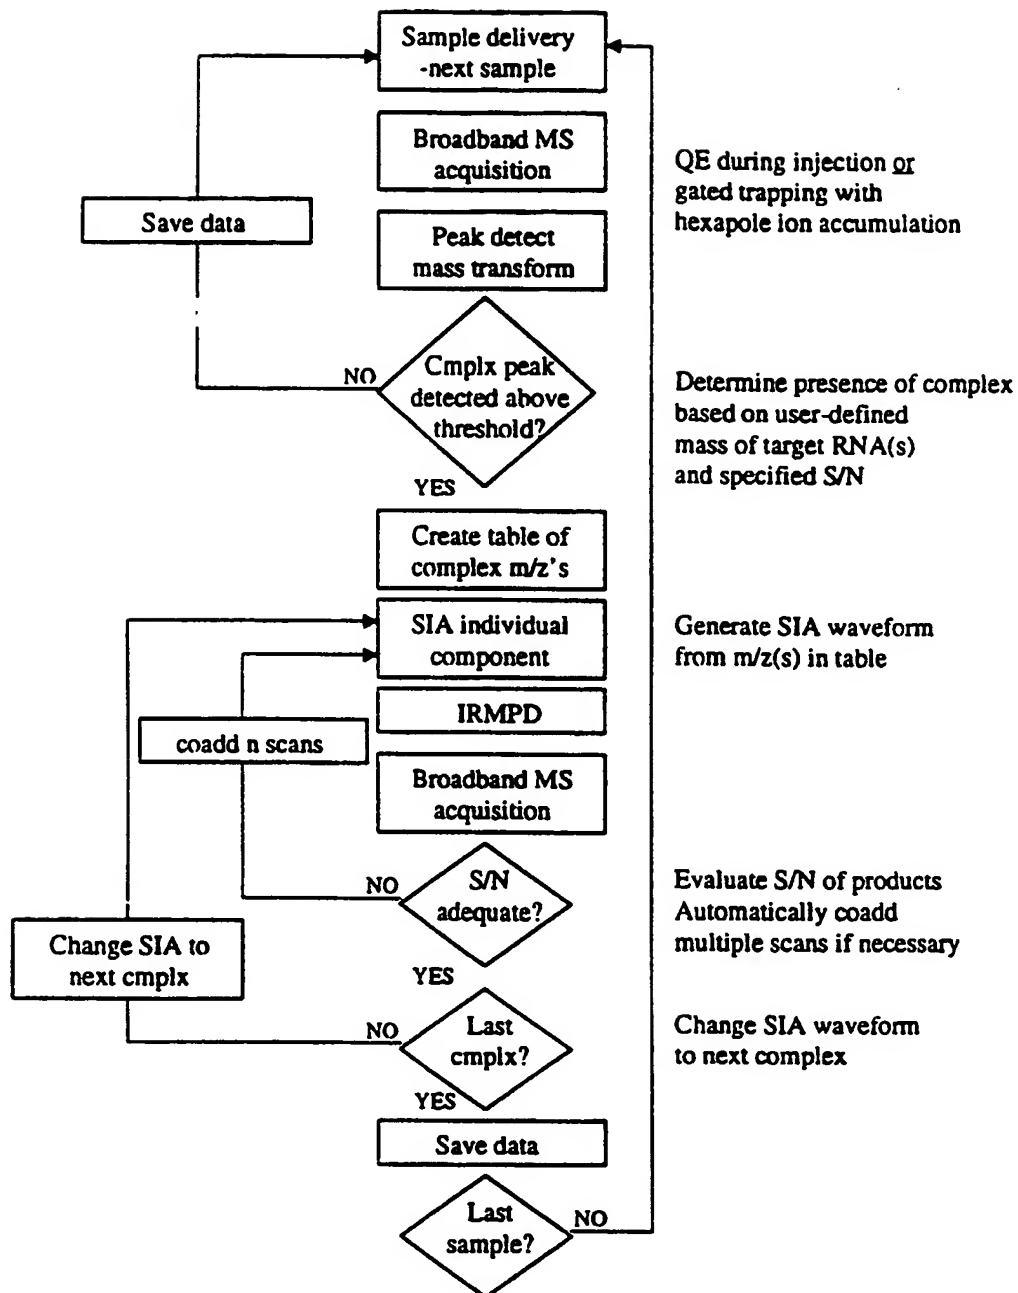 Sample delivery
-next sample
Broadband MS
acquisition
QE during injection or
gated trapping with
hexapole ion accumulation
Save data
Peak detect
mass transform
NO
Cmplx peak
detected above
threshold?
Determine presence of complex
based on user-defined
mass of target RNA(s)
and specified S/N
YES
Create table of
complex m/z's
SIA individual
component
Generate SIA waveform
from m/z(s) in table
IRMPD
coadd n scans
Broadband MS
acquisition
NO
S/N
adequate?
Evaluate S/N of products
Automatically coadd
multiple scans if necessary
Change SIA to
next cmplx
YES
NO
Last
cmplx?
Change SIA waveform
to next complex
YES
Save data
Last
sample?
NO